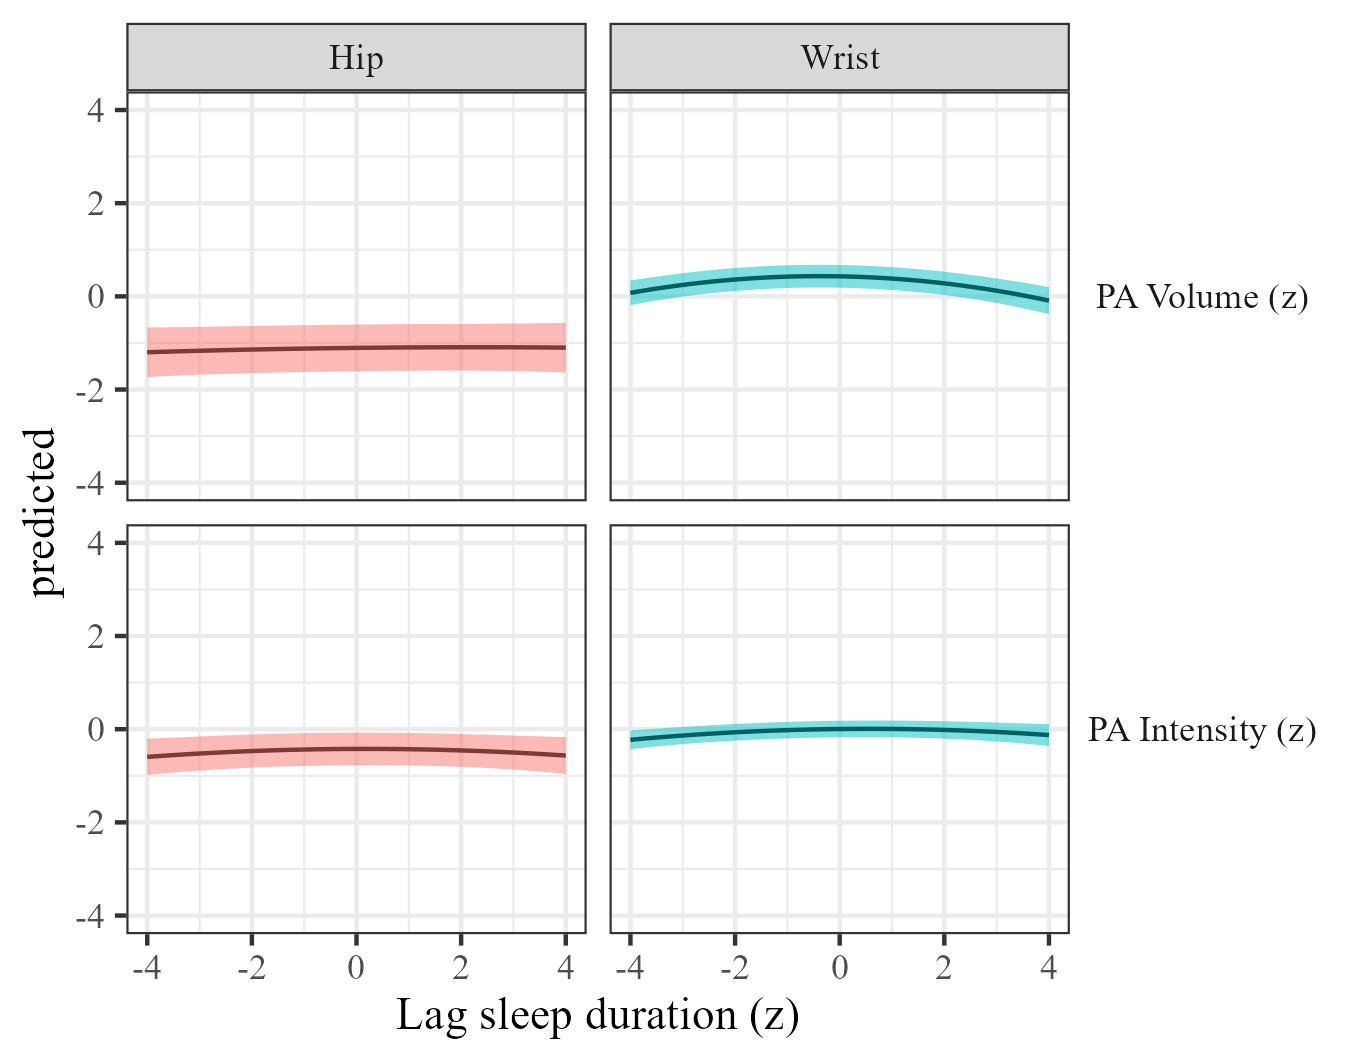 Hip
Wrist
4
2
0
-2
-4
PA Volume (z)
predicted
4
2
0
-2
-4
PA Intensity (z)
-4 -2 0 2 4
-4 -2 0 2 4
Lag sleep duration (z)